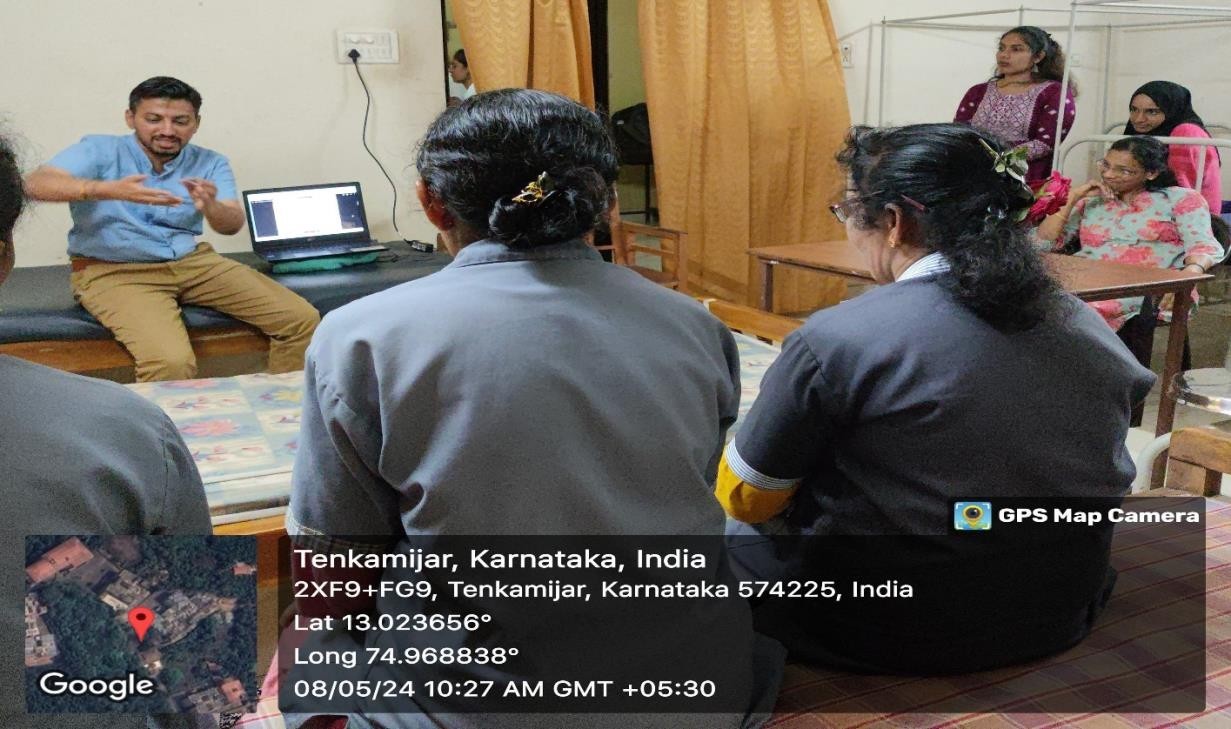 GPS Map Camera
Tenkamijar, Karnataka, India
2XF9+FG9, Tenkamijar, Karnataka 574225, India
Lat 13.023656°
Long 74.968838°
08/05/24 10:27 AM GMT +05:30
Google